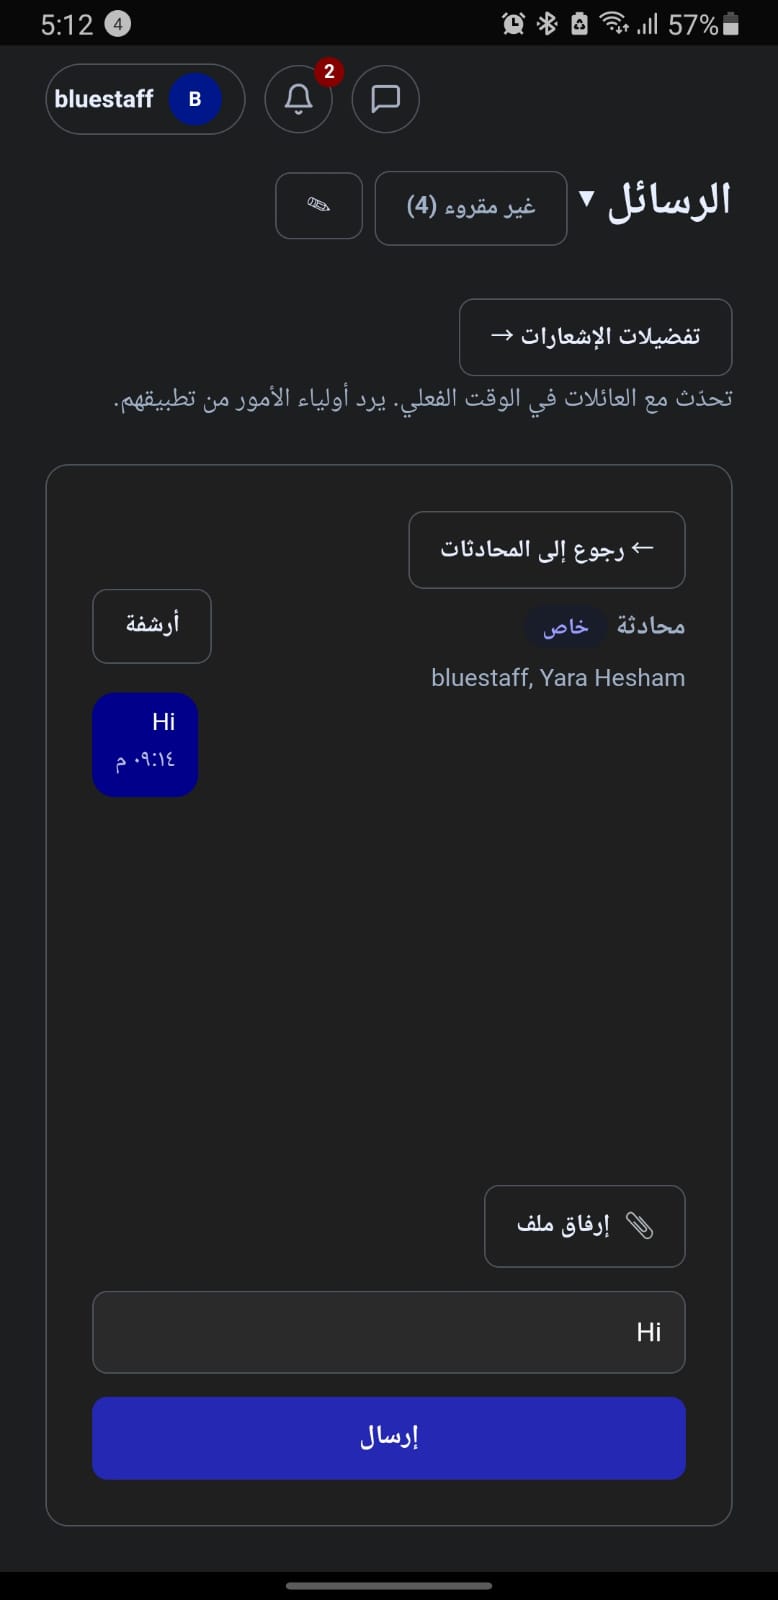 5:12 4 57%
bluestaff B 2
الرسائل ▼ غير مقروء (4) ✎
تفضيلات الإشعارات →
تحدّث مع العائلات في الوقت الفعلي. يرد أولياء الأمور من تطبيقهم.
← رجوع إلى المحادثات
محادثة خاص أرشفة
bluestaff, Yara Hesham
Hi
٠٩:١٤ م
إرفاق ملف
Hi
إرسال